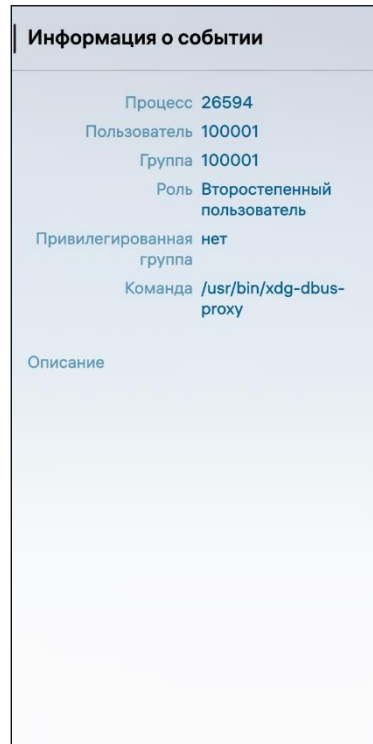 Информация о событии
Процесс 26594
Пользователь 100001
Группа 100001
Роль Второстепенный
пользователь
Привилегированная нет
группа
Команда /usr/bin/xdg-dbus-
proxy
Описание